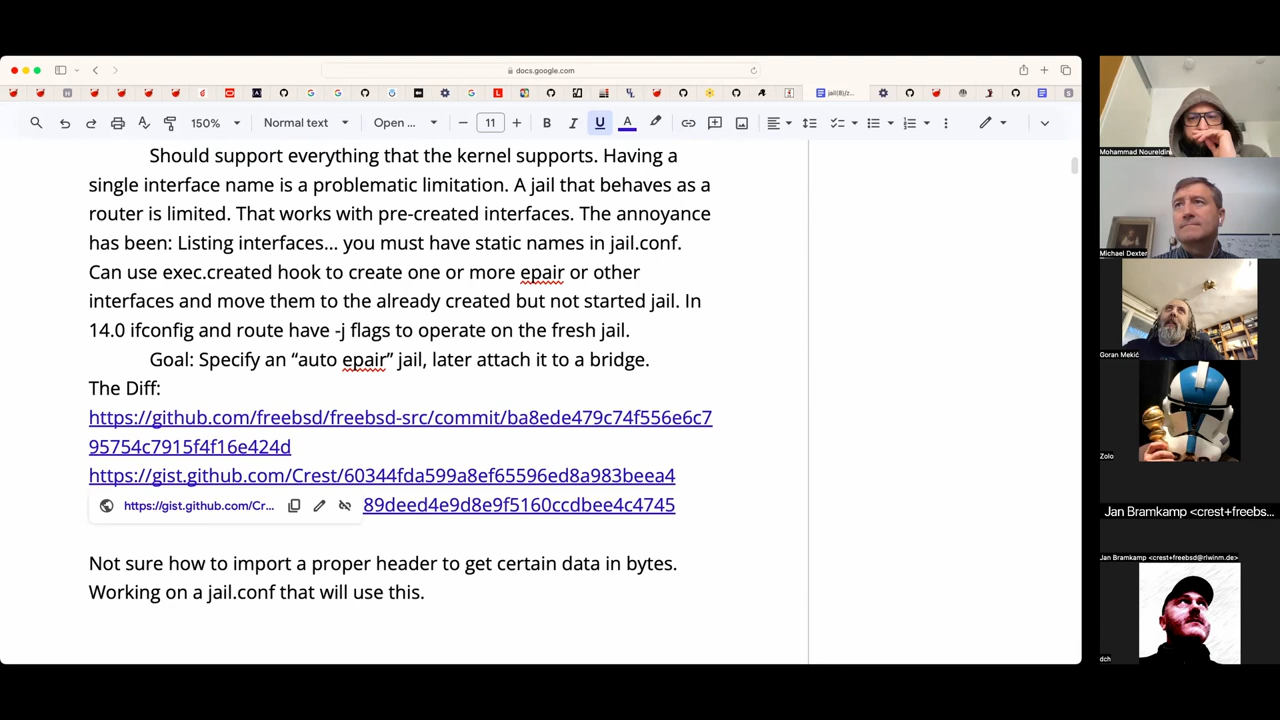 docs.google.com
jail(8)/z...
150%
Normal text
Open ...
11
B
I
U
A
Should support everything that the kernel supports. Having a
single interface name is a problematic limitation. A jail that behaves as a
router is limited. That works with pre-created interfaces. The annoyance
has been: Listing interfaces... you must have static names in jail.conf.
Can use exec.created hook to create one or more epair or other
interfaces and move them to the already created but not started jail. In
14.0 ifconfig and route have -j flags to operate on the fresh jail.
Goal: Specify an “auto epair” jail, later attach it to a bridge.
The Diff:
https://github.com/freebsd/freebsd-src/commit/ba8ede479c74f556e6c7
95754c7915f4f16e424d
https://gist.github.com/Crest/60344fda599a8ef65596ed8a983beea4
https://gist.github.com/Cr...
89deed4e9d8e9f5160ccdbee4c4745
Not sure how to import a proper header to get certain data in bytes.
Working on a jail.conf that will use this.
Mohammad Noureldin
Michael Dexter
Goran Mekić
Zolo
Jan Bramkamp <crest+freebs...
Jan Bramkamp <crest+freebsd@rlwinm.de>
dch